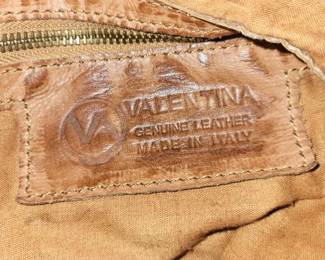 VA VALENTINA
GENUINE LEATHER
MADE IN ITALY